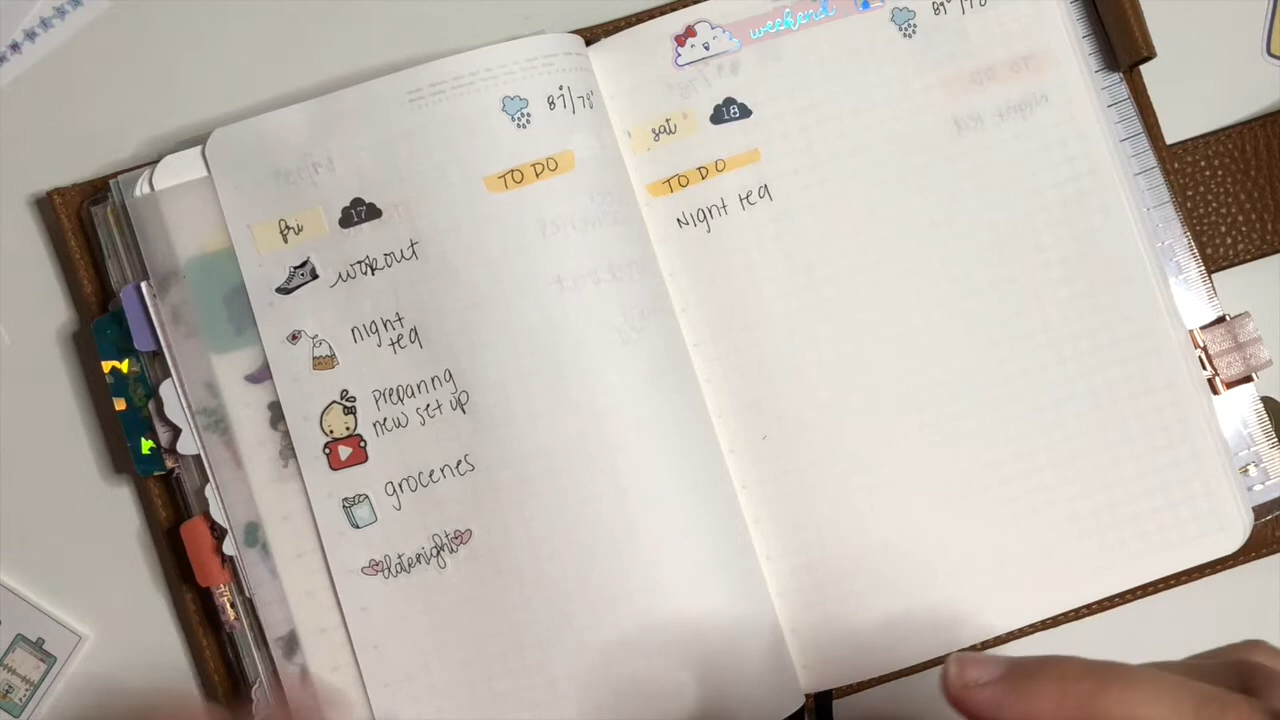 87/78°
TO DO
fri 17
wokout
night
tea
preparing
new set up
groceries
datenight
weekend
sat 18
TO DO
Night tea